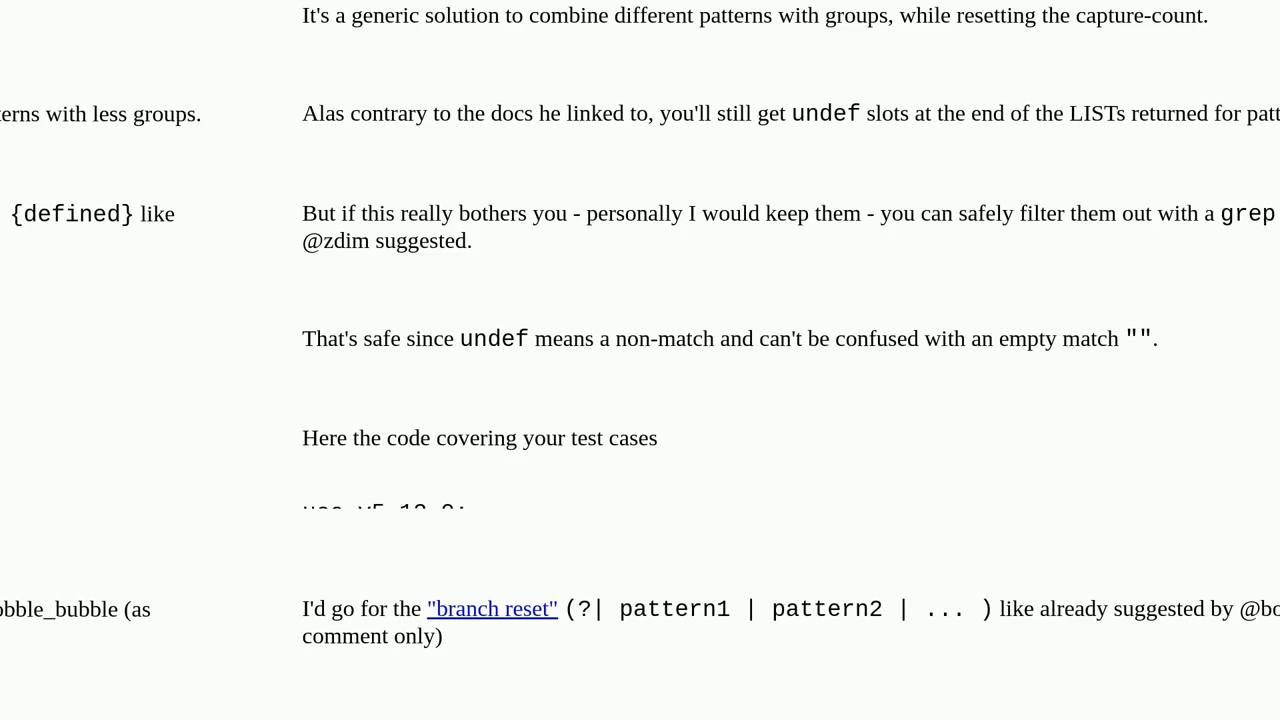 It's a generic solution to combine different patterns with groups, while resetting the capture-count.
with less groups.
Alas contrary to the docs he linked to, you'll still get undef slots at the end of the LISTs returned for
{defined} like
But if this really bothers you - personally I would keep them - you can safely filter them out with a grep
@zdim suggested.
That's safe since undef means a non-match and can't be confused with an empty match "".
Here the code covering your test cases
(as
I'd go for the "branch reset" (?| pattern1 | pattern2 | ... ) like already suggested by
comment only)